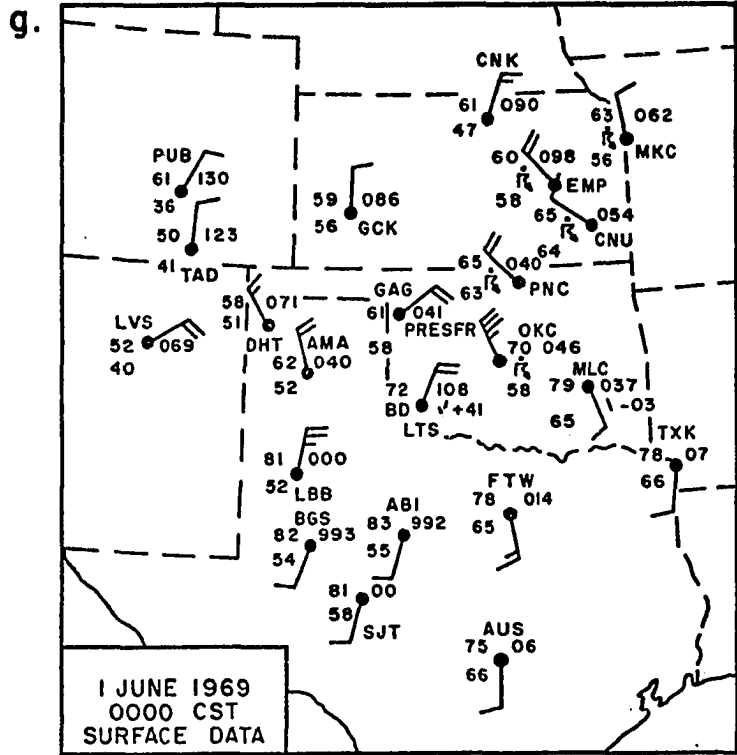 g.
CNK
61 090
47
63 062
56 MKC
60 098
58 EMP
PUB
61 130
36
59 086
56 GCK
65 054
64 CNU
50 123
41 TAD
65 040
63 PNC
58 071
51 DHT
GAG
61 041
58 PRESFR
LVS
52 069
40
AMA
62 040
52
OKC
70 046
58
MLC
79 037
65 -03
72 108
BD +41
LTS
TXK
78 07
66
81 000
52 LBB
FTW
78 014
65
BGS
82 993
54
ABI
83 992
55
81 00
58 SJT
AUS
75 06
66
1 JUNE 1969
0000 CST
SURFACE DATA